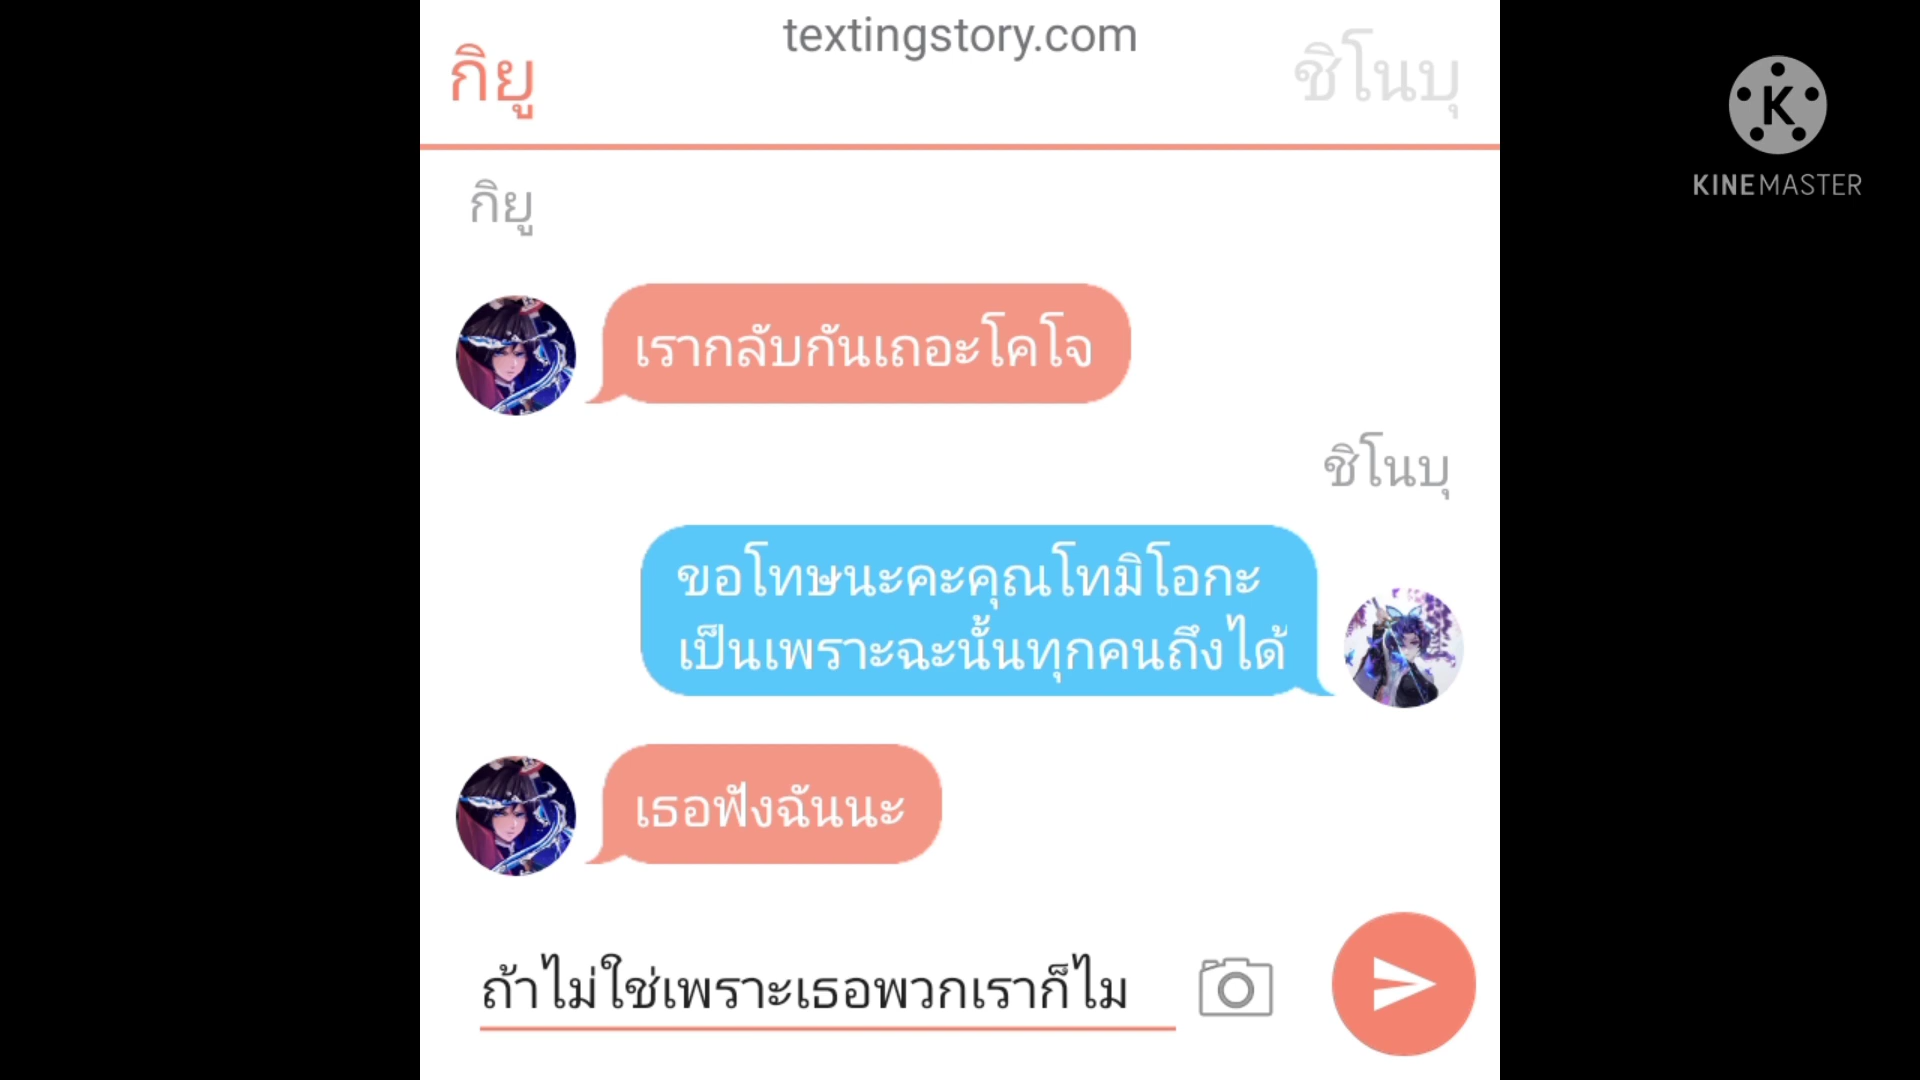 textingstory.com
กิยู
ชิโนบุ
กิยู
เรากลับกันเถอะโคโจ
ชิโนบุ
ขอโทษนะคะคุณโทมิโอกะ
เป็นเพราะฉะนั้นทุกคนถึงได้
เธอฟังฉันนะ
ถ้าไม่ใช่เพราะเธอพวกเราก็ไม
K
KINEMASTER